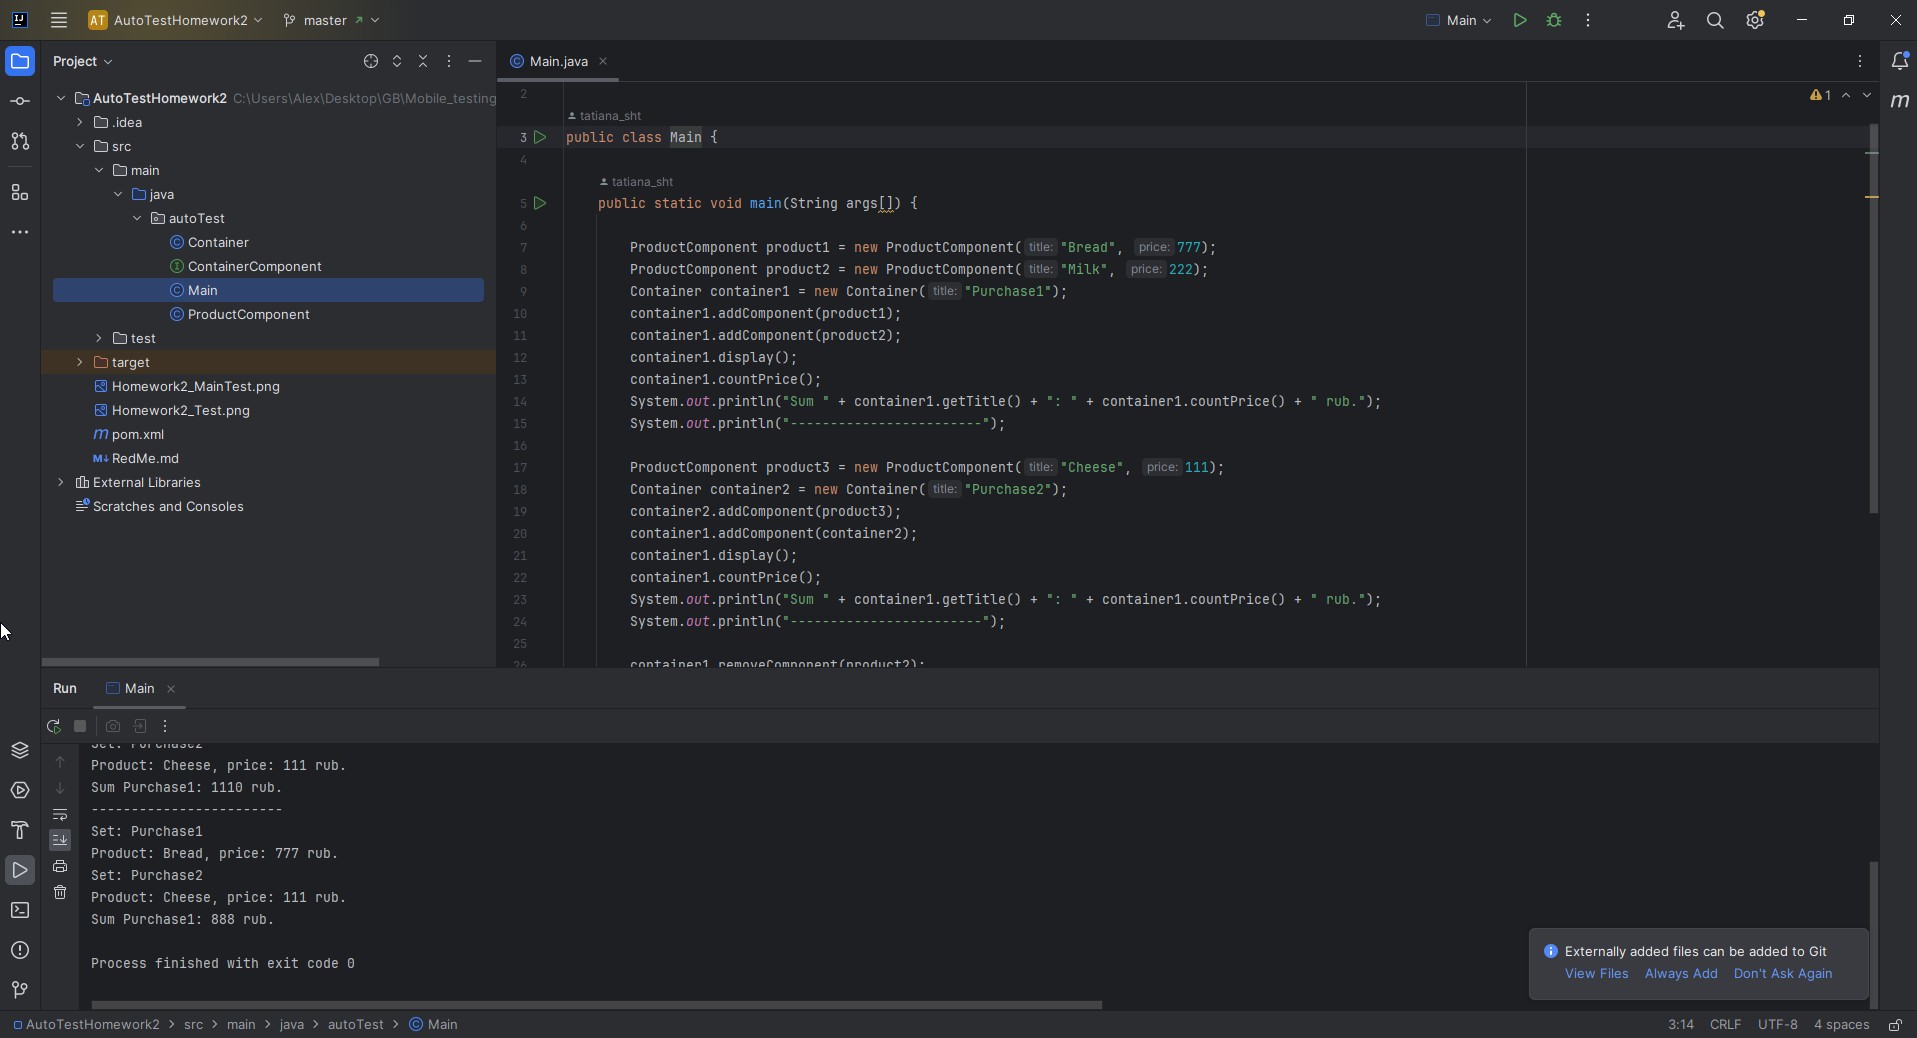 AT AutoTestHomework2 master Main
Project
AutoTestHomework2 C:\Users\Alex\Desktop\GB\Mobile_testing
.idea
src
main
java
autoTest
Container
ContainerComponent
Main
ProductComponent
test
target
Homework2_MainTest.png
Homework2_Test.png
pom.xml
RedMe.md
External Libraries
Scratches and Consoles
Main.java
1
2
tatiana_sht
3 public class Main {
4
tatiana_sht
5 public static void main(String args[]) {
6
7 ProductComponent product1 = new ProductComponent( title: "Bread", price: 777);
8 ProductComponent product2 = new ProductComponent( title: "Milk", price: 222);
9 Container container1 = new Container( title: "Purchase1");
10 container1.addComponent(product1);
11 container1.addComponent(product2);
12 container1.display();
13 container1.countPrice();
14 System.out.println("Sum " + container1.getTitle() + ": " + container1.countPrice() + " rub.");
15 System.out.println("------------------------");
16
17 ProductComponent product3 = new ProductComponent( title: "Cheese", price: 111);
18 Container container2 = new Container( title: "Purchase2");
19 container2.addComponent(product3);
20 container1.addComponent(container2);
21 container1.display();
22 container1.countPrice();
23 System.out.println("Sum " + container1.getTitle() + ": " + container1.countPrice() + " rub.");
24 System.out.println("------------------------");
25
26 container1.removeComponent(product2);
Run Main
Set: Purchase2
Product: Cheese, price: 111 rub.
Sum Purchase1: 1110 rub.
------------------------
Set: Purchase1
Product: Bread, price: 777 rub.
Set: Purchase2
Product: Cheese, price: 111 rub.
Sum Purchase1: 888 rub.
Process finished with exit code 0
Externally added files can be added to Git
View Files Always Add Don't Ask Again
AutoTestHomework2 > src > main > java > autoTest > Main 3:14 CRLF UTF-8 4 spaces